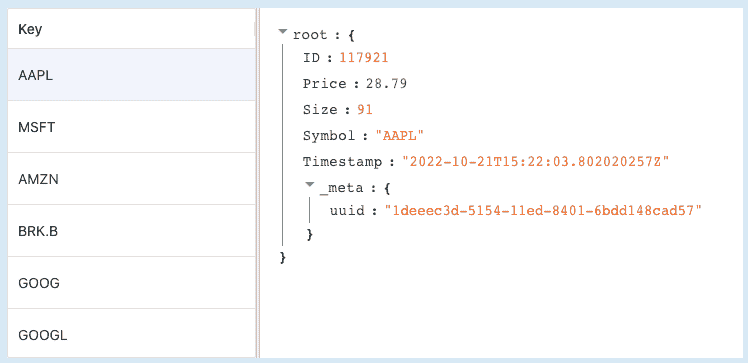 Key
AAPL
MSFT
AMZN
BRK.B
GOOG
GOOGL
root : {
ID : 117921
Price : 28.79
Size : 91
Symbol : "AAPL"
Timestamp : "2022-10-21T15:22:03.802020257Z"
_meta : {
uuid : "1deeec3d-5154-11ed-8401-6bdd148cad57"
}
}